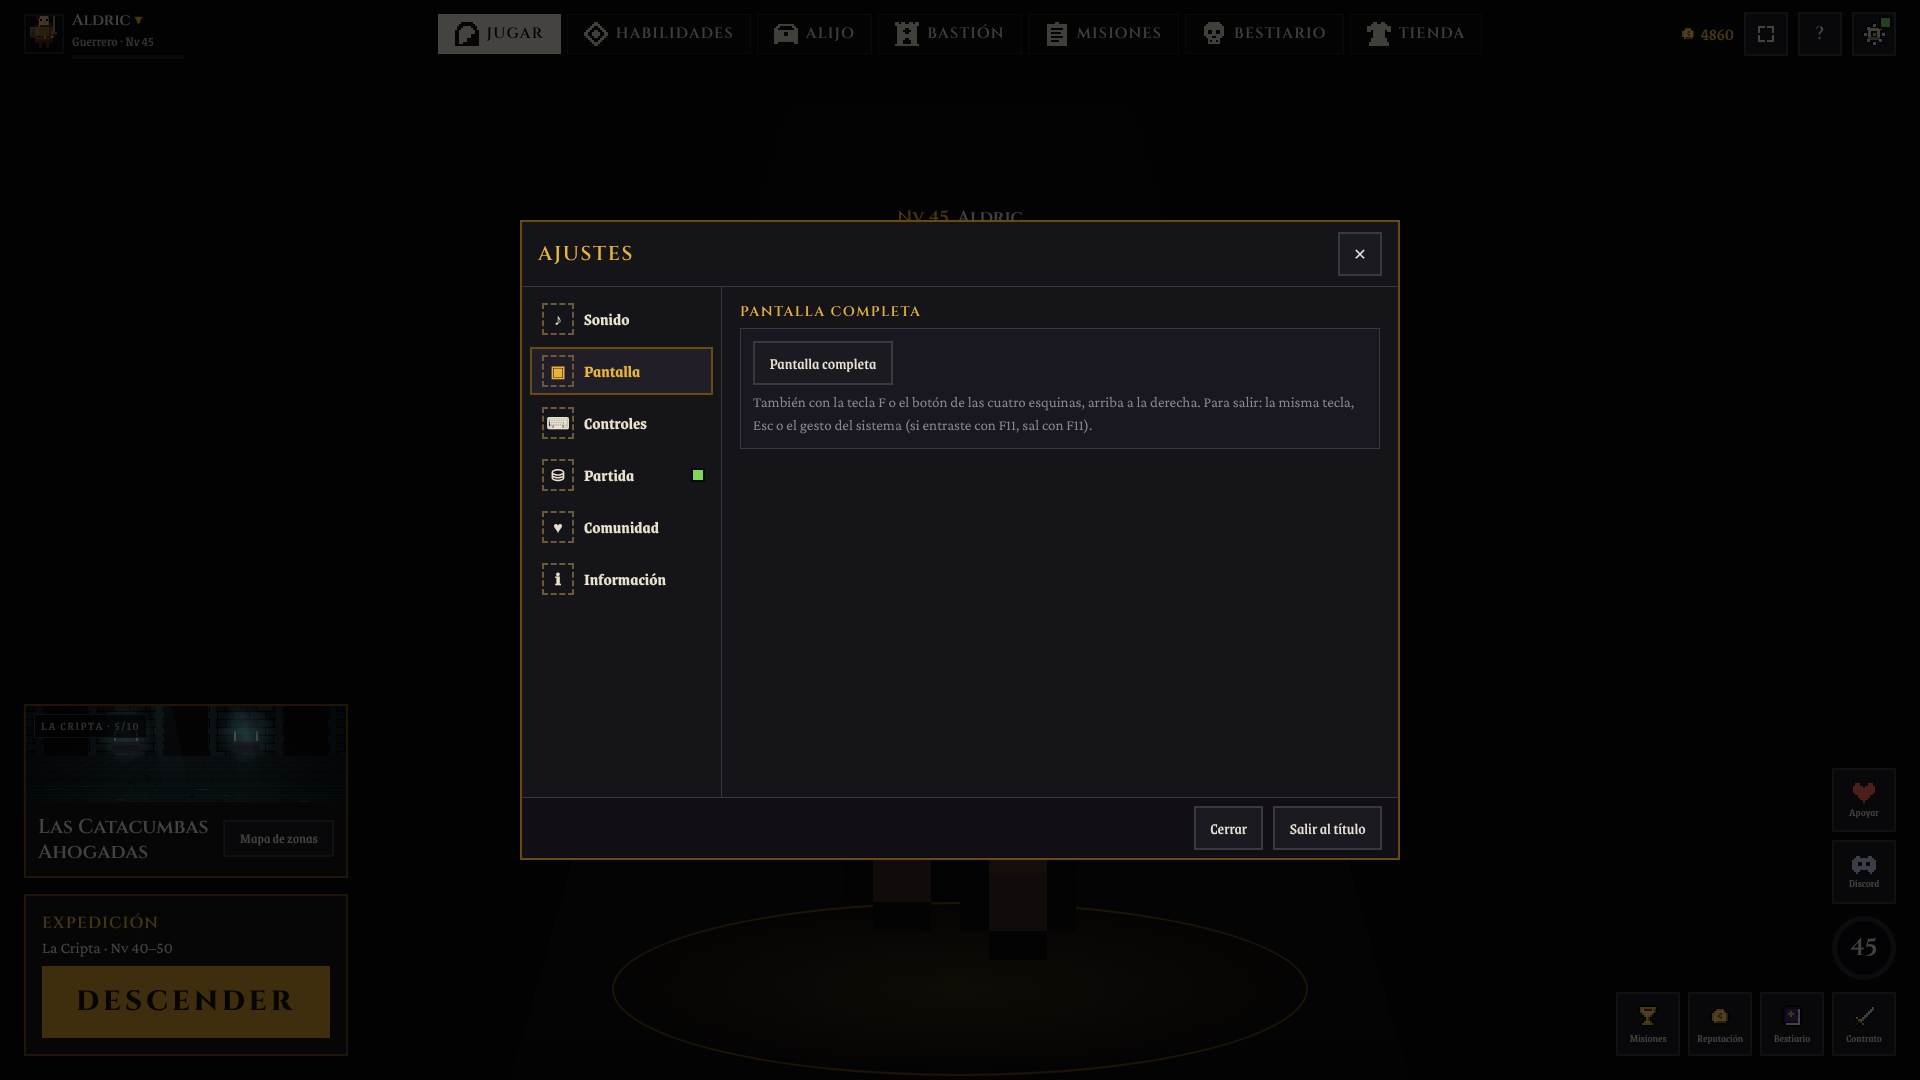 ALDRIC ▼
Guerrero · Nv 45
JUGAR
HABILIDADES
ALIJO
BASTIÓN
MISIONES
BESTIARIO
TIENDA
4860
?
Nv 45 ALDRIC
AJUSTES
×
Sonido
Pantalla
Controles
Partida
Comunidad
Información
PANTALLA COMPLETA
Pantalla completa
También con la tecla F o el botón de las cuatro esquinas, arriba a la derecha. Para salir: la misma tecla,
Esc o el gesto del sistema (si entraste con F11, sal con F11).
Cerrar
Salir al título
LA CRIPTA · 5/10
LAS CATACUMBAS
AHOGADAS
Mapa de zonas
EXPEDICIÓN
La Cripta · Nv 40–50
DESCENDER
Apoyar
Discord
45
Misiones
Reputación
Bestiario
Contrato